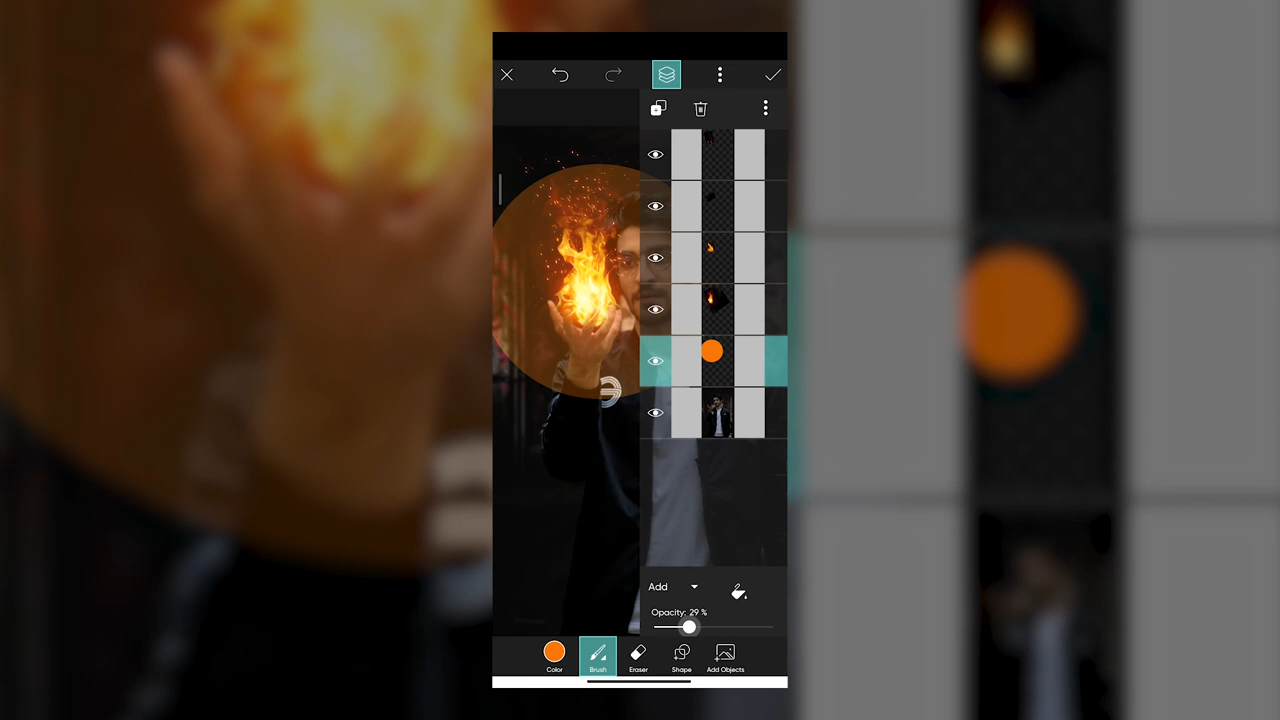 Add
Opacity: 29 %
Color
Brush
Eraser
Shape
Add Objects